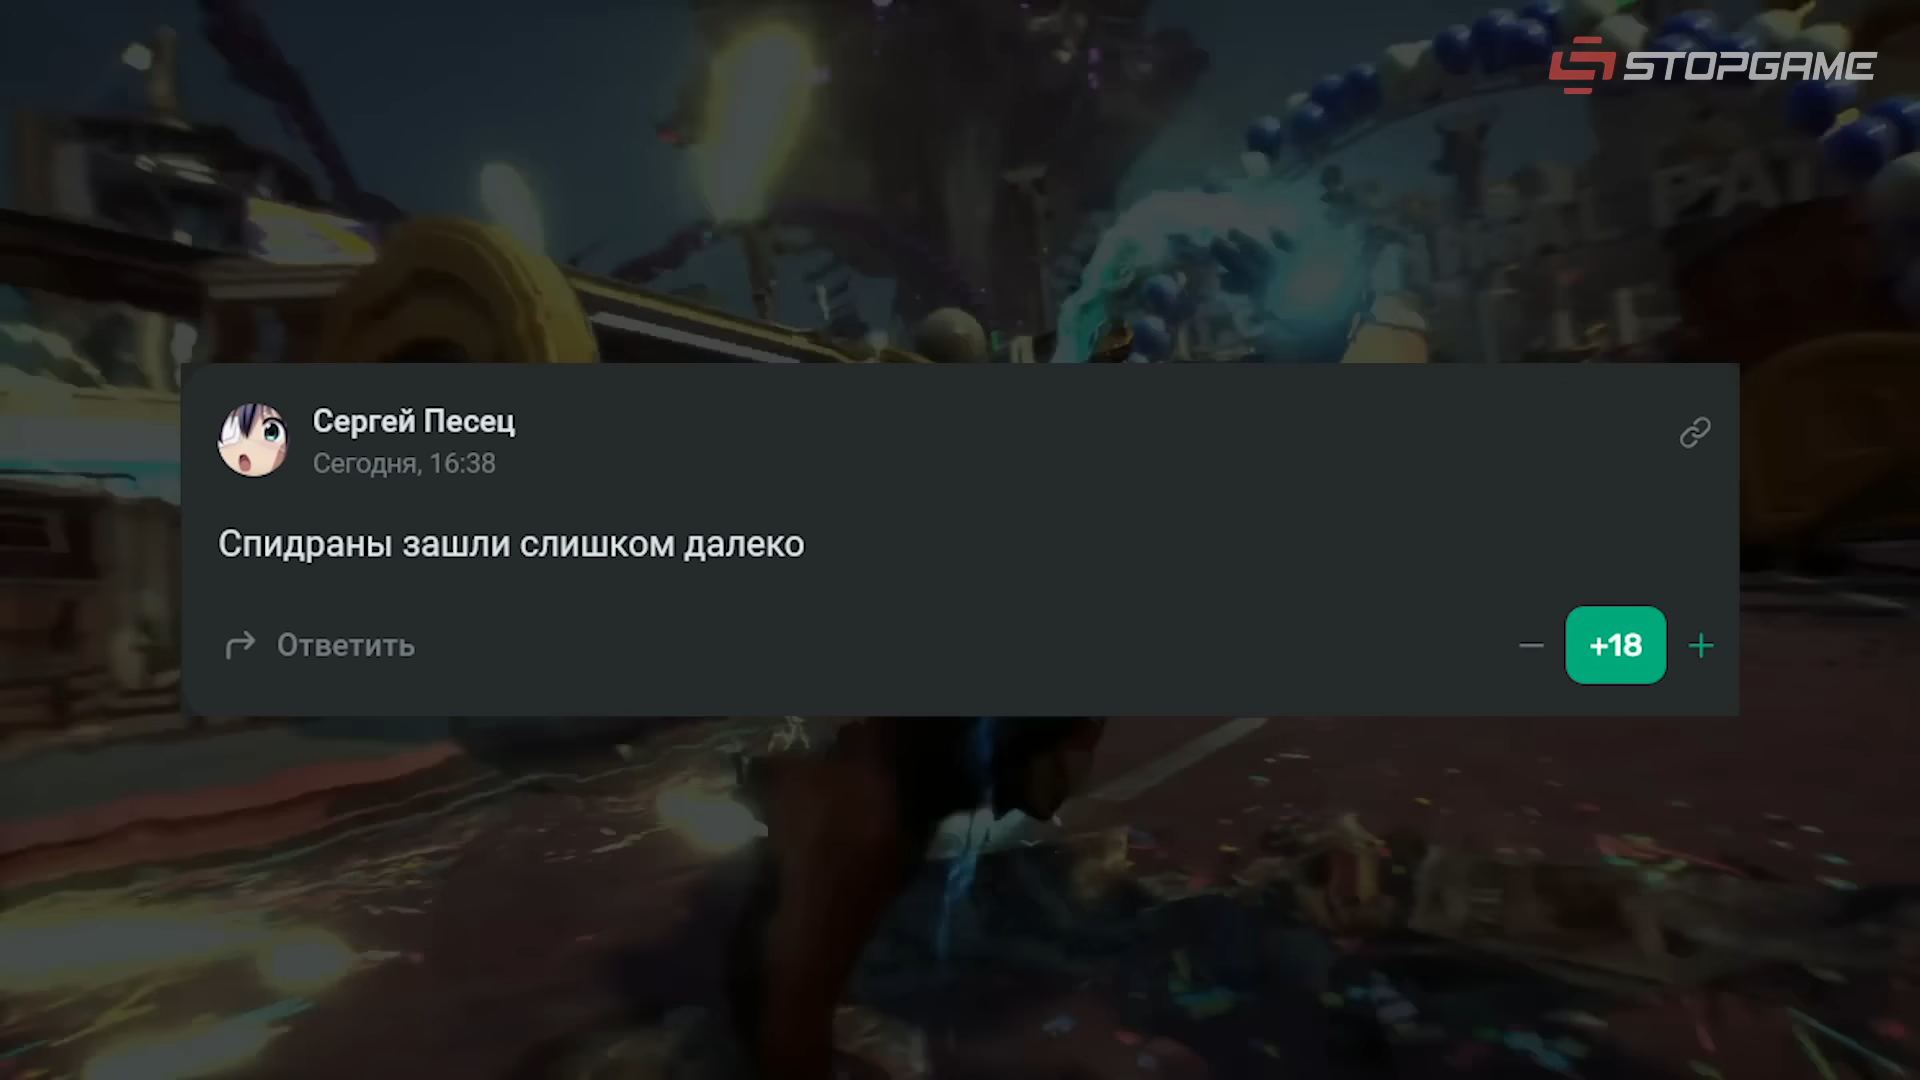 STOPGAME
Сергей Песец
Сегодня, 16:38
Спидраны зашли слишком далеко
Ответить
— +18 +